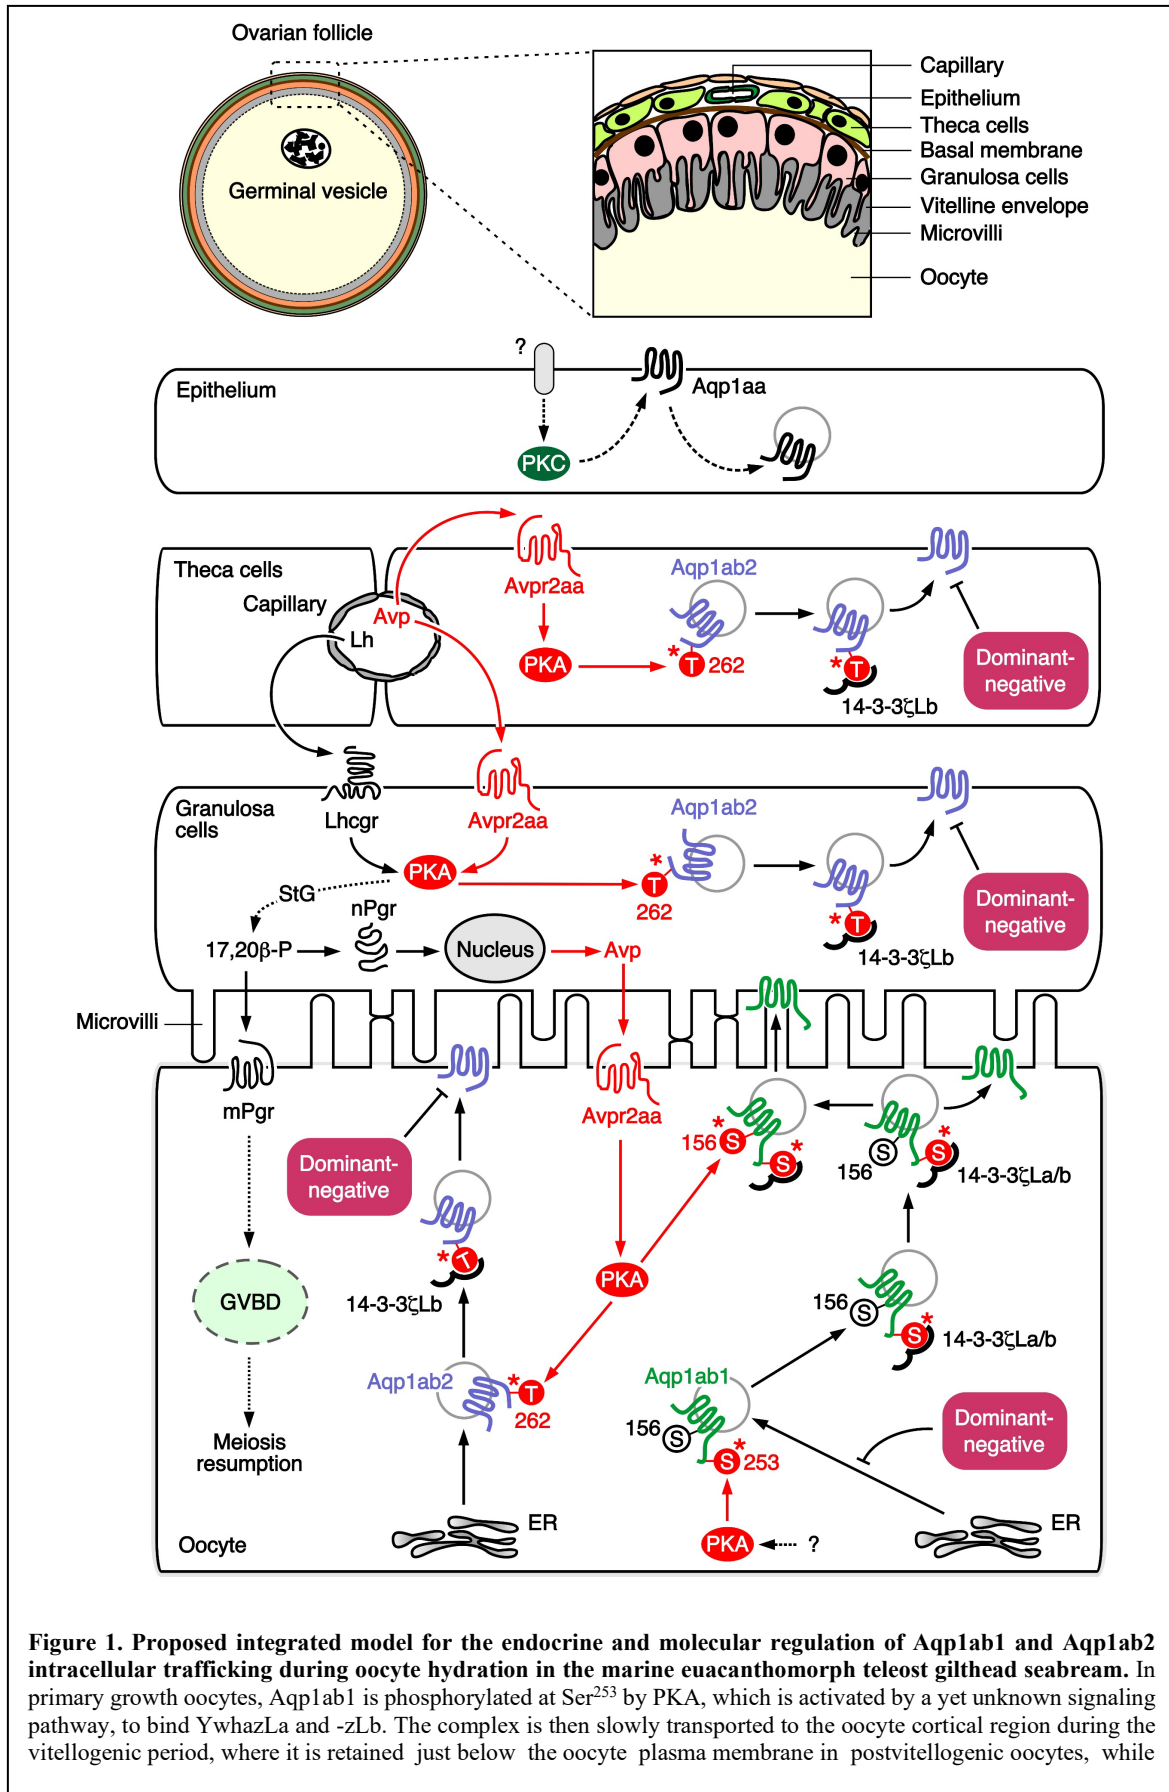 Ovarian follicle
Germinal vesicle
Capillary
Epithelium
Theca cells
Basal membrane
Granulosa cells
Vitelline envelope
Microvilli
Oocyte
Epithelium
?
PKC
Aqp1aa
Theca cells
Capillary
Avp
Lh
Avpr2aa
PKA
Aqp1ab2
* T 262
* T
14-3-3ζLb
Dominant-
negative
Granulosa
cells
Lhcgr
Avpr2aa
PKA
StG
17,20β-P
nPgr
Nucleus
Avp
Aqp1ab2
*
T
262
* T
14-3-3ζLb
Dominant-
negative
Microvilli
mPgr
Avpr2aa
Dominant-
negative
* T
14-3-3ζLb
GVBD
Meiosis
resumption
PKA
Aqp1ab2
* T
262
ER
Oocyte
*
156 S
*
S
156
S
*
S
14-3-3ζLa/b
156
S
*
S
14-3-3ζLa/b
Aqp1ab1
156
S
*
S 253
PKA
?
Dominant-
negative
ER
Figure 1. Proposed integrated model for the endocrine and molecular regulation of Aqp1ab1 and Aqp1ab2
intracellular trafficking during oocyte hydration in the marine euacanthomorph teleost gilthead seabream. In
primary growth oocytes, Aqp1ab1 is phosphorylated at Ser²⁵³ by PKA, which is activated by a yet unknown signaling
pathway, to bind YwhazLa and -zLb. The complex is then slowly transported to the oocyte cortical region during the
vitellogenic period, where it is retained just below the oocyte plasma membrane in postvitellogenic oocytes, while